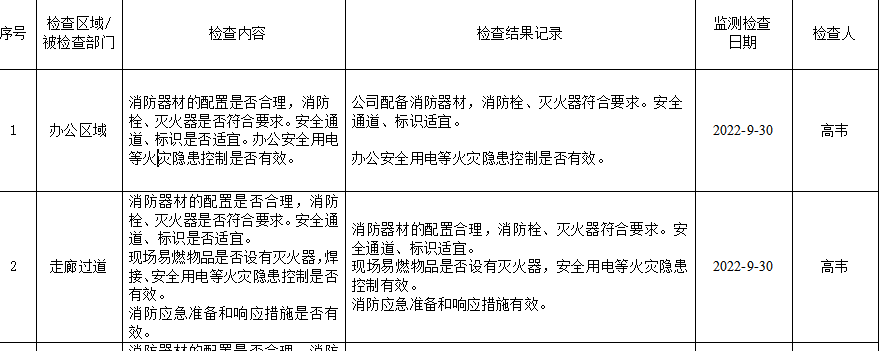 序号
检查区域/
被检查部门
检查内容
检查结果记录
监测检查
日期
检查人
1
办公区域
消防器材的配置是否合理，消防
栓、灭火器是否符合要求。安全通
道、标识是否适宜。办公安全用电
等火灾隐患控制是否有效。
公司配备消防器材，消防栓、灭火器符合要求。安全
通道、标识适宜。
办公安全用电等火灾隐患控制是否有效。
2022-9-30
高韦
2
走廊过道
消防器材的配置是否合理，消防
栓、灭火器是否符合要求。安全通
道、标识是否适宜。
现场易燃物品是否设有灭火器，焊
接、安全用电等火灾隐患控制是否
有效。
消防应急准备和响应措施是否有
效。
消防器材的配置合理，消防栓、灭火器符合要求。安
全通道、标识适宜。
现场易燃物品是否设有灭火器，安全用电等火灾隐患
控制有效。
消防应急准备和响应措施有效。
2022-9-30
高韦
消防器材的配置是否合理，消防